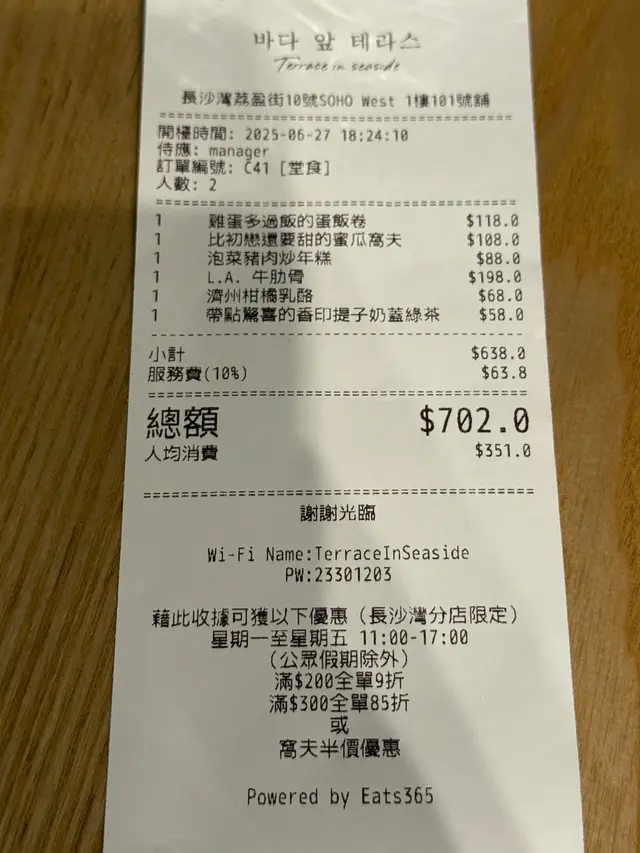 바다 앞 테라스
Terrace in seaside
長沙灣荔盈街10號SOHO West 1樓101號舖
開檯時間: 2025-06-27 18:24:10
侍應: manager
訂單編號: C41 [堂食]
人數: 2
1 雞蛋多過飯的蛋飯卷 $118.0
1 比初戀還要甜的蜜瓜窩夫 $108.0
1 泡菜豬肉炒年糕 $88.0
1 L.A. 牛肋骨 $198.0
1 濟州柑橘乳酪 $68.0
1 帶點驚喜的香印提子奶蓋綠茶 $58.0
小計 $638.0
服務費(10%) $63.8
總額 $702.0
人均消費 $351.0
謝謝光臨
Wi-Fi Name:TerraceInSeaside
PW:23301203
藉此收據可獲以下優惠（長沙灣分店限定）
星期一至星期五 11:00-17:00
（公眾假期除外）
滿$200全單9折
滿$300全單85折
或
窩夫半價優惠
Powered by Eats365